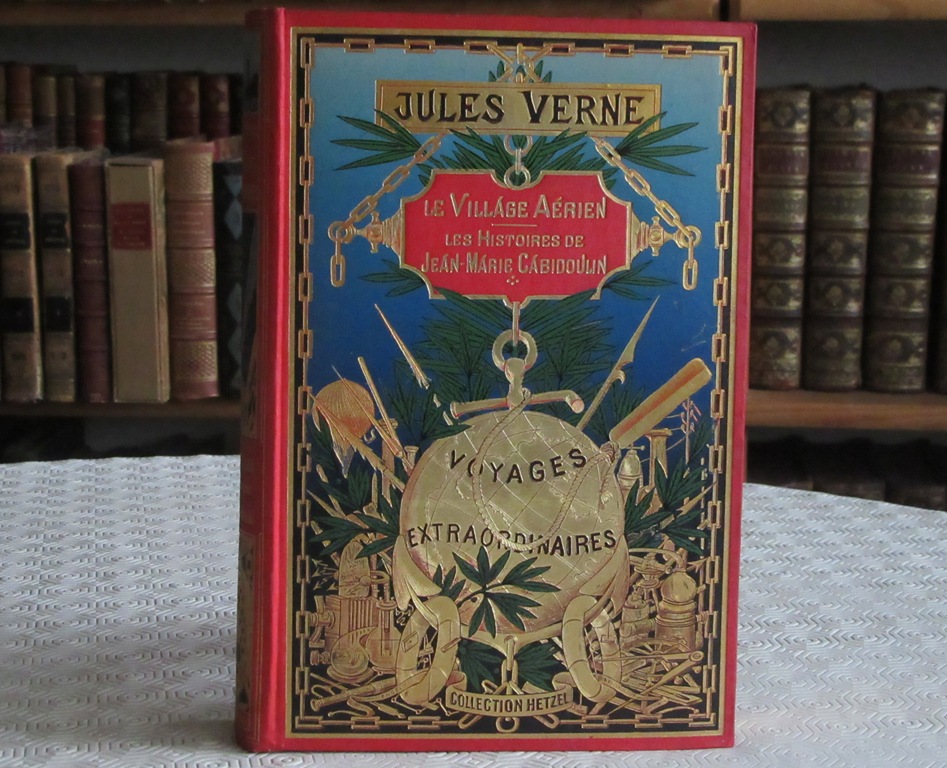 JULES VERNE
LE VILLAGE AÉRIEN
LES HISTOIRES DE
JEAN-MARIE CABIDOULIN
VOYAGES
EXTRAORDINAIRES
COLLECTION HETZEL